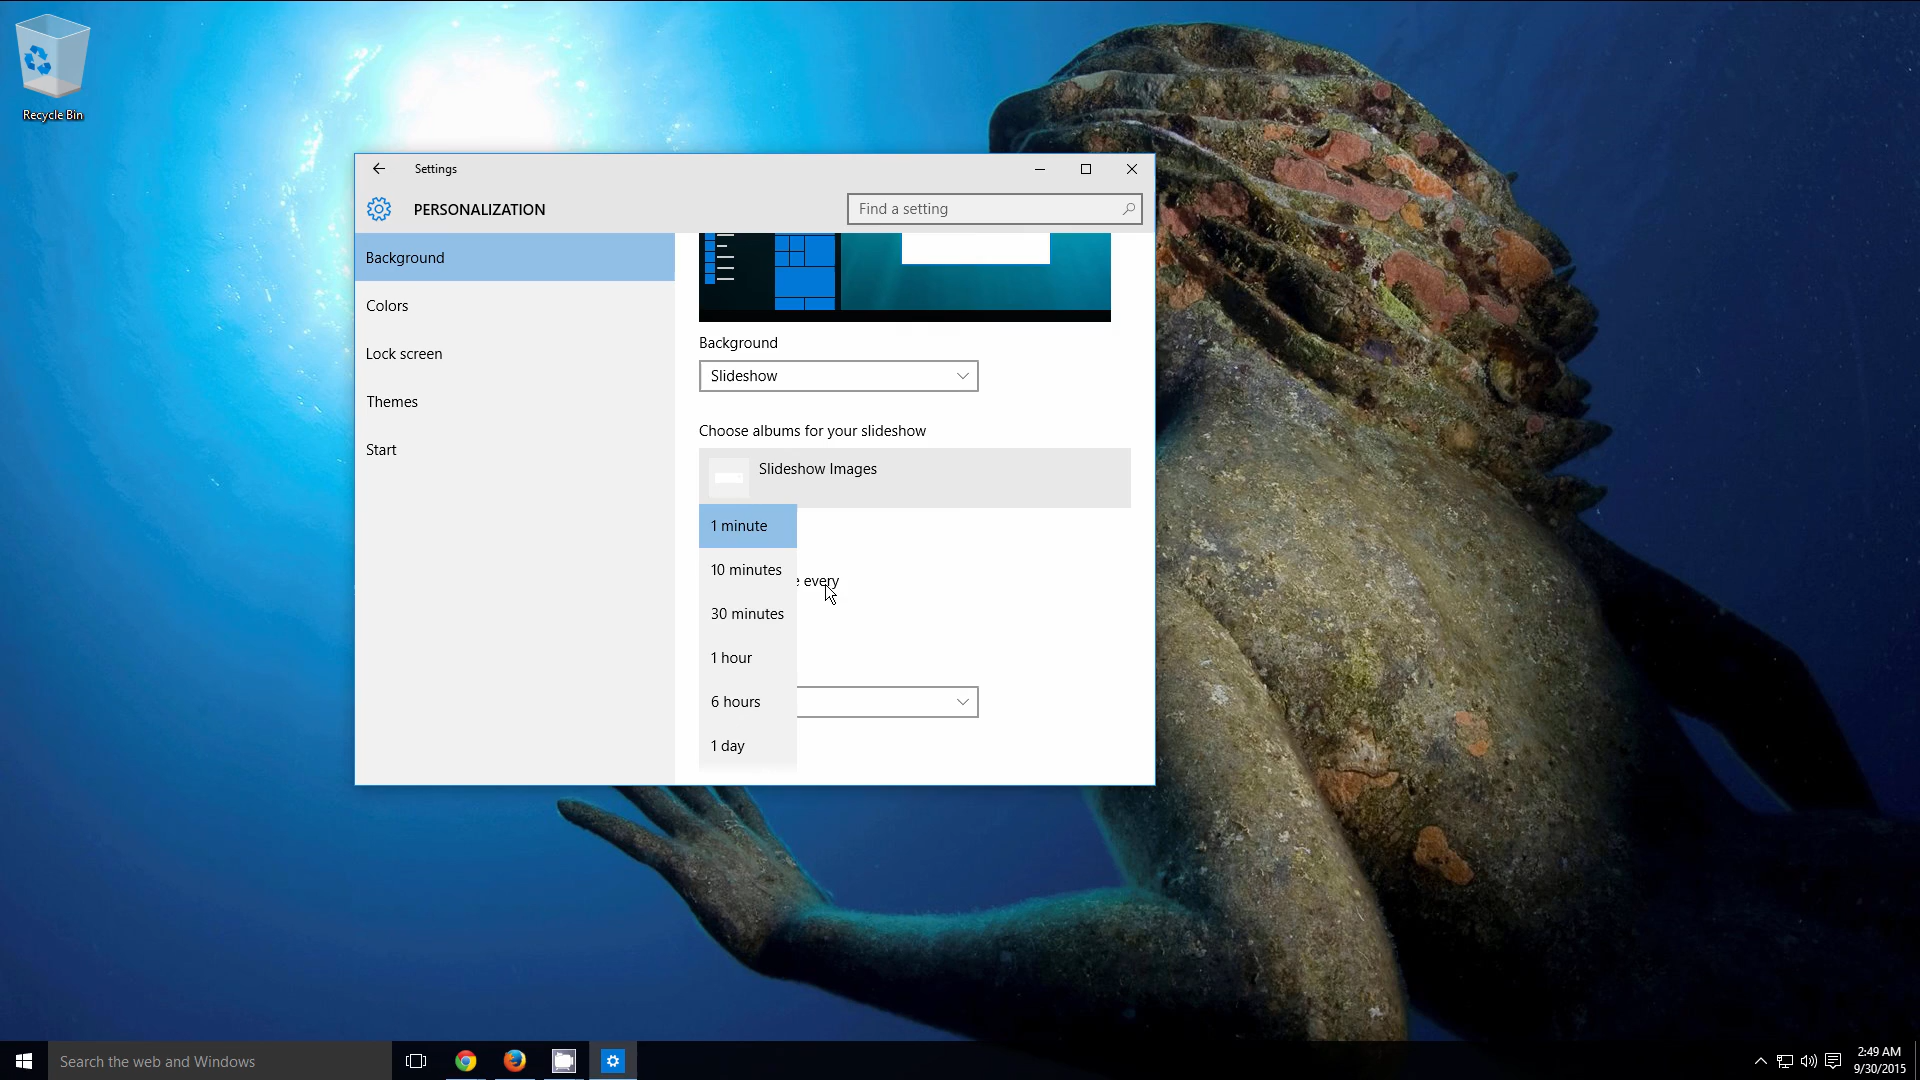 Recycle Bin
Settings
PERSONALIZATION
Find a setting
Background
Colors
Lock screen
Themes
Start
Background
Slideshow
Choose albums for your slideshow
Slideshow Images
1 minute
10 minutes
e every
30 minutes
1 hour
6 hours
1 day
Search the web and Windows
2:49 AM
9/30/2015